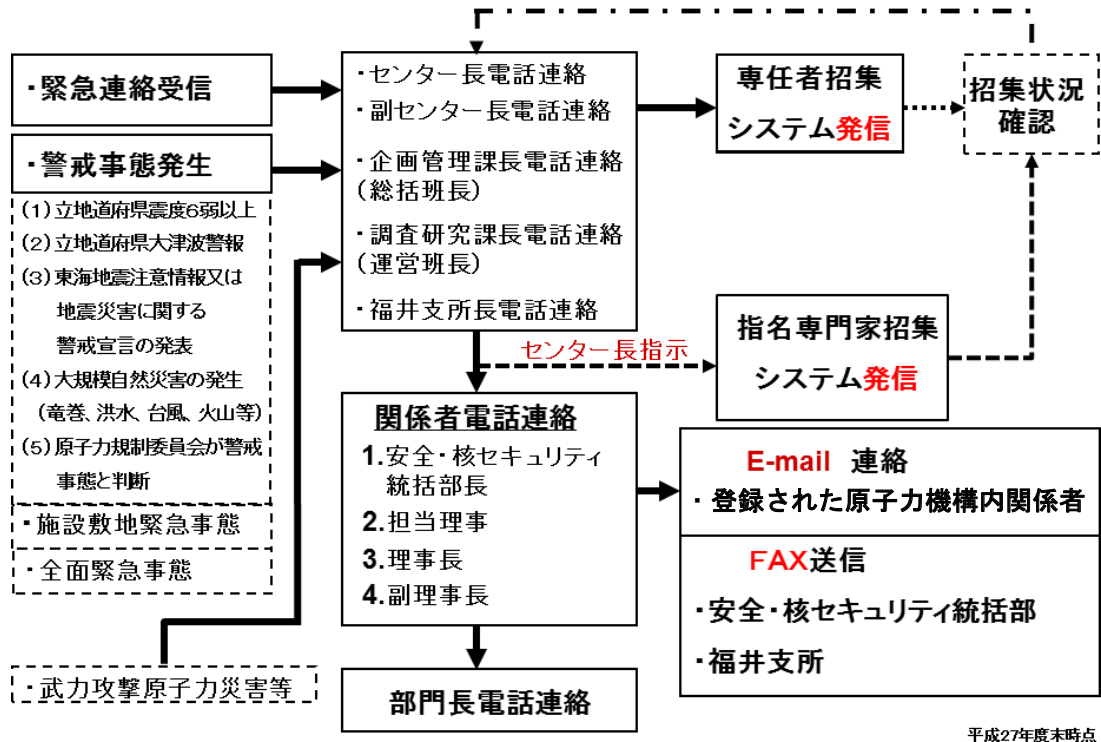 ・緊急連絡受信
・警戒事態発生
(1)立地道府県震度6弱以上
(2)立地道府県大津波警報
(3)東海地震注意情報又は
地震災害に関する
警戒宣言の発表
(4)大規模自然災害の発生
(竜巻、洪水、台風、火山等)
(5)原子力規制委員会が警戒
事態と判断
・施設敷地緊急事態
・全面緊急事態
・武力攻撃原子力災害等
・センター長電話連絡
・副センター長電話連絡
・企画管理課長電話連絡
(総括班長)
・調査研究課長電話連絡
(運営班長)
・福井支所長電話連絡
専任者招集
システム発信
招集状況
確認
センター長指示
指名専門家招集
システム発信
関係者電話連絡
1.安全・核セキュリティ
統括部長
2.担当理事
3.理事長
4.副理事長
E-mail 連絡
・登録された原子力機構内関係者
FAX送信
・安全・核セキュリティ統括部
・福井支所
部門長電話連絡
平成27年度末時点